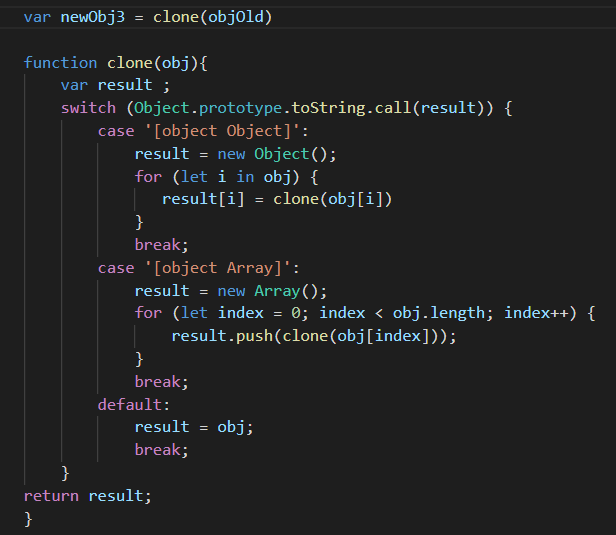 var newObj3 = clone(objOld)
function clone(obj){
var result ;
switch (Object.prototype.toString.call(result)) {
case '[object Object]':
result = new Object();
for (let i in obj) {
result[i] = clone(obj[i])
}
break;
case '[object Array]':
result = new Array();
for (let index = 0; index < obj.length; index++) {
result.push(clone(obj[index]));
}
break;
default:
result = obj;
break;
}
return result;
}